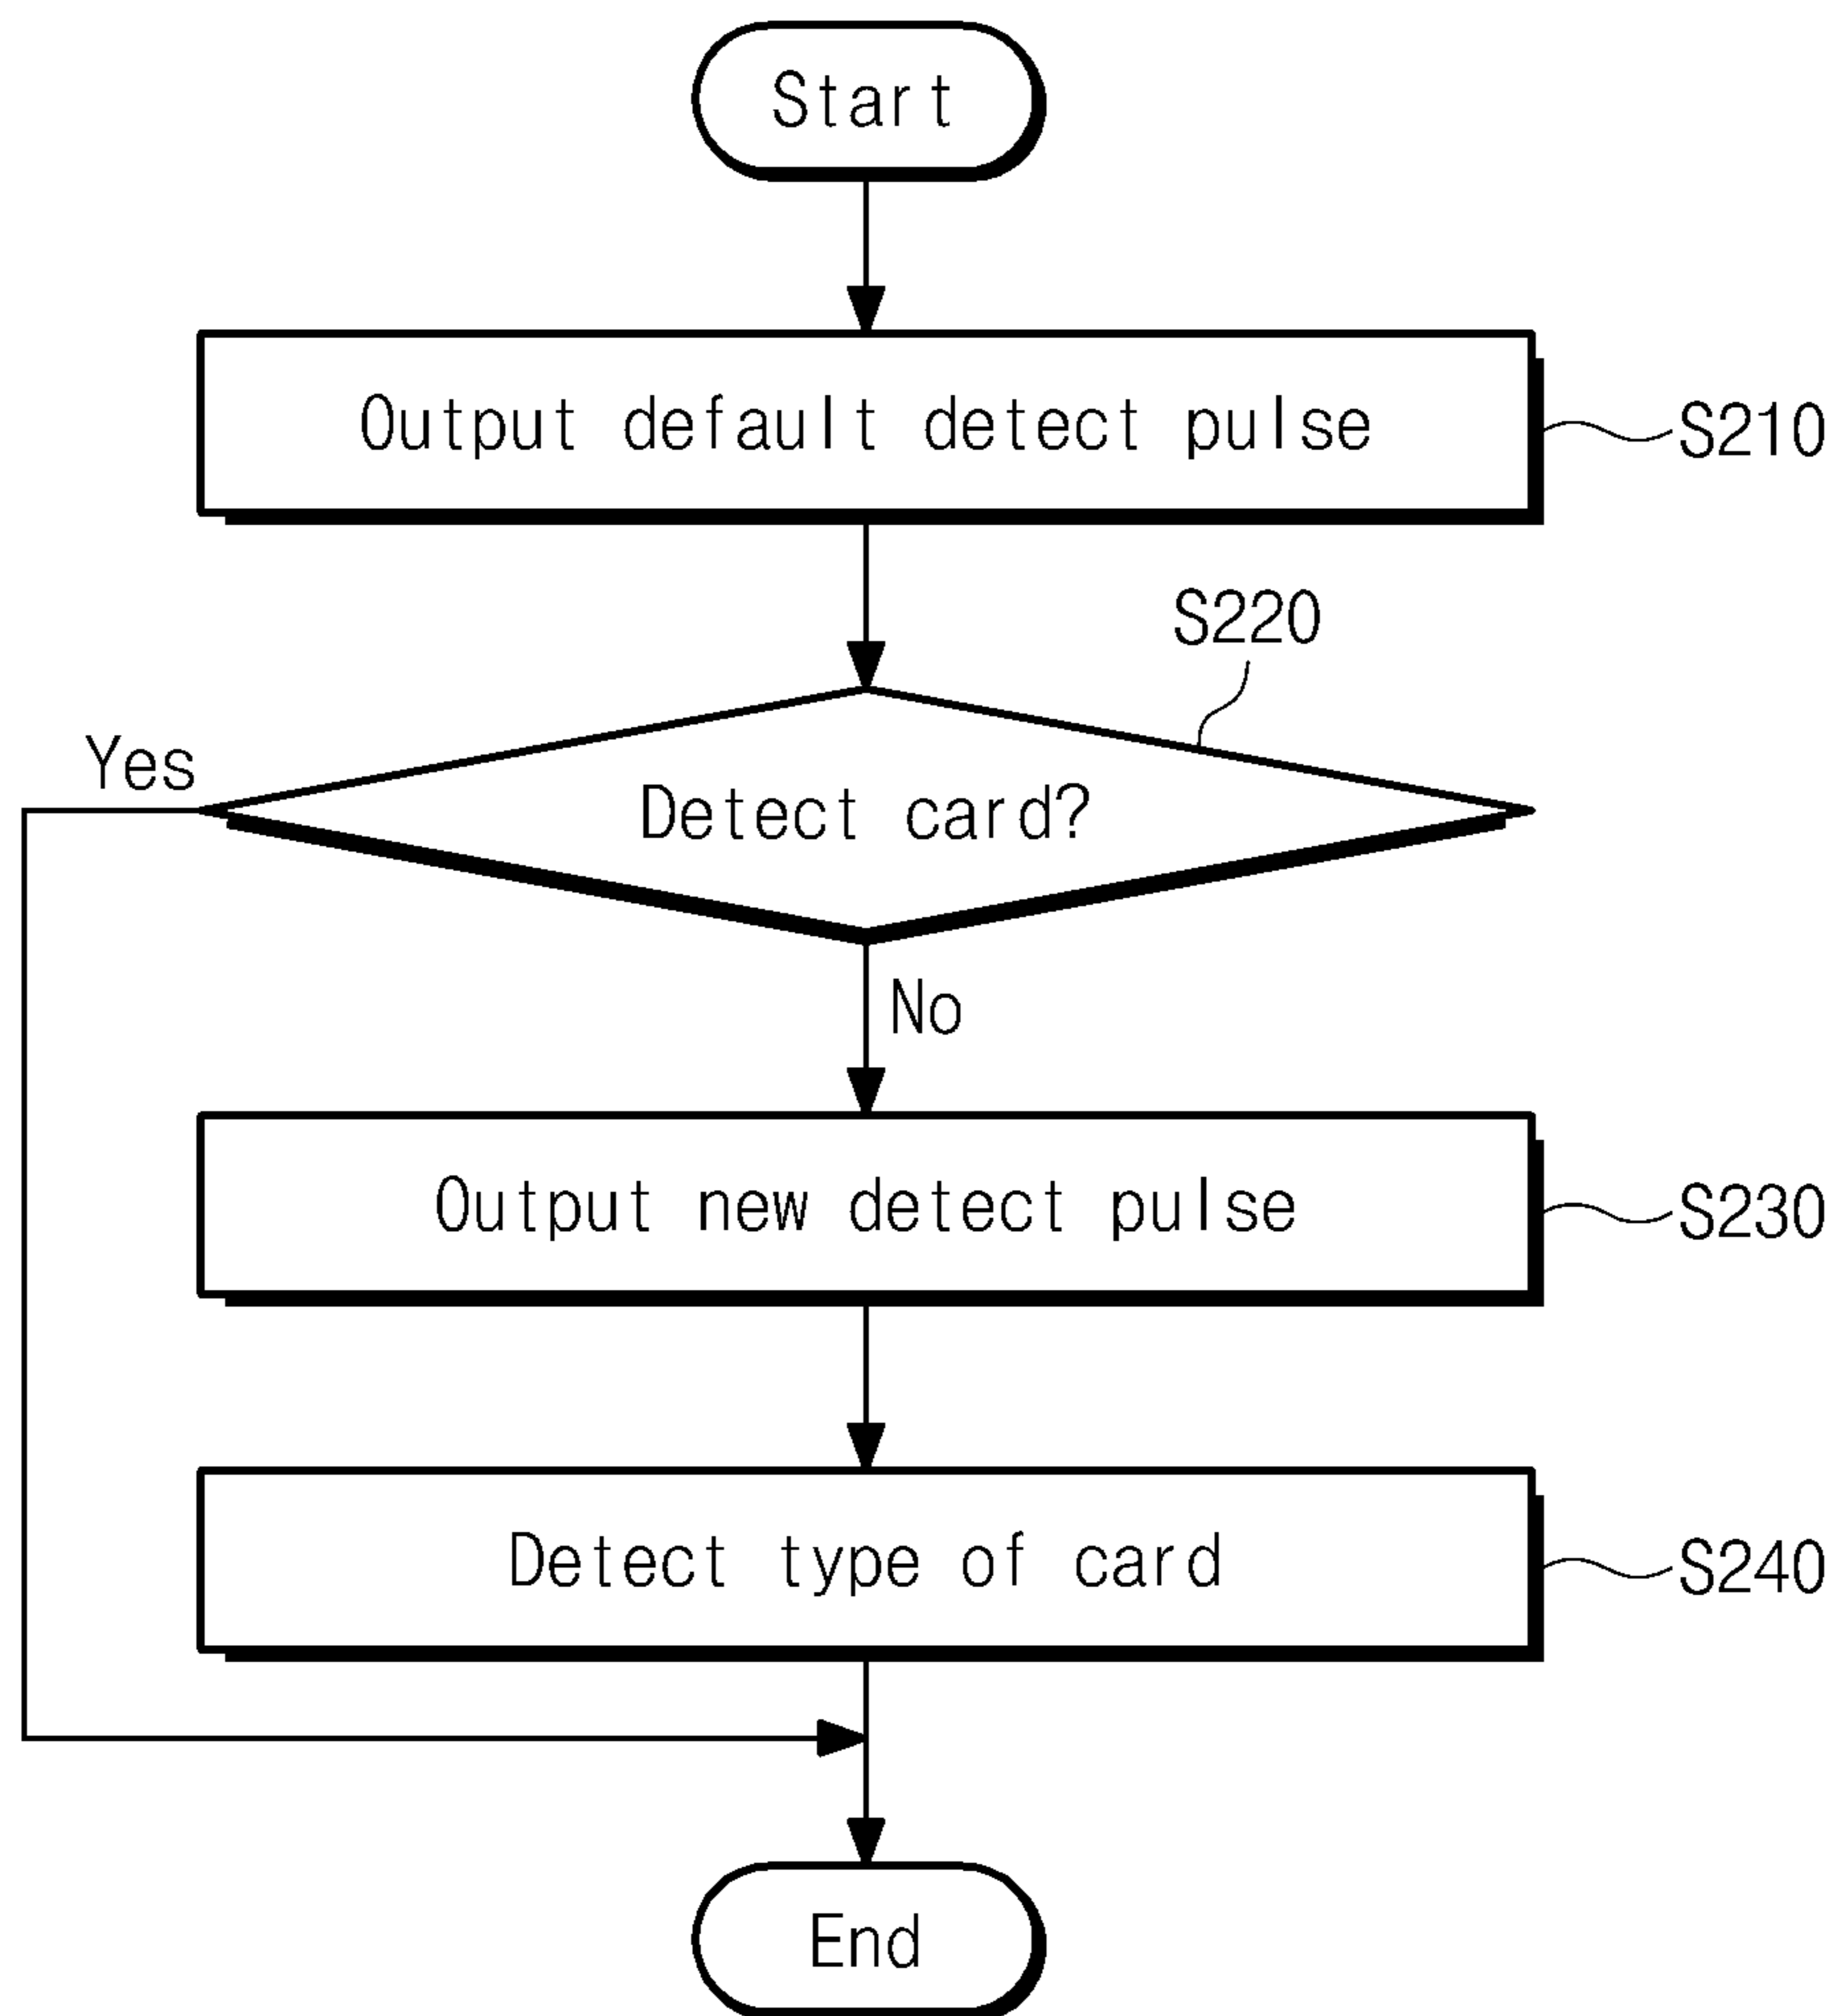 Start
Output default detect pulse
S210
S220
Yes
Detect card?
No
Output new detect pulse
S230
Detect type of card
S240
End